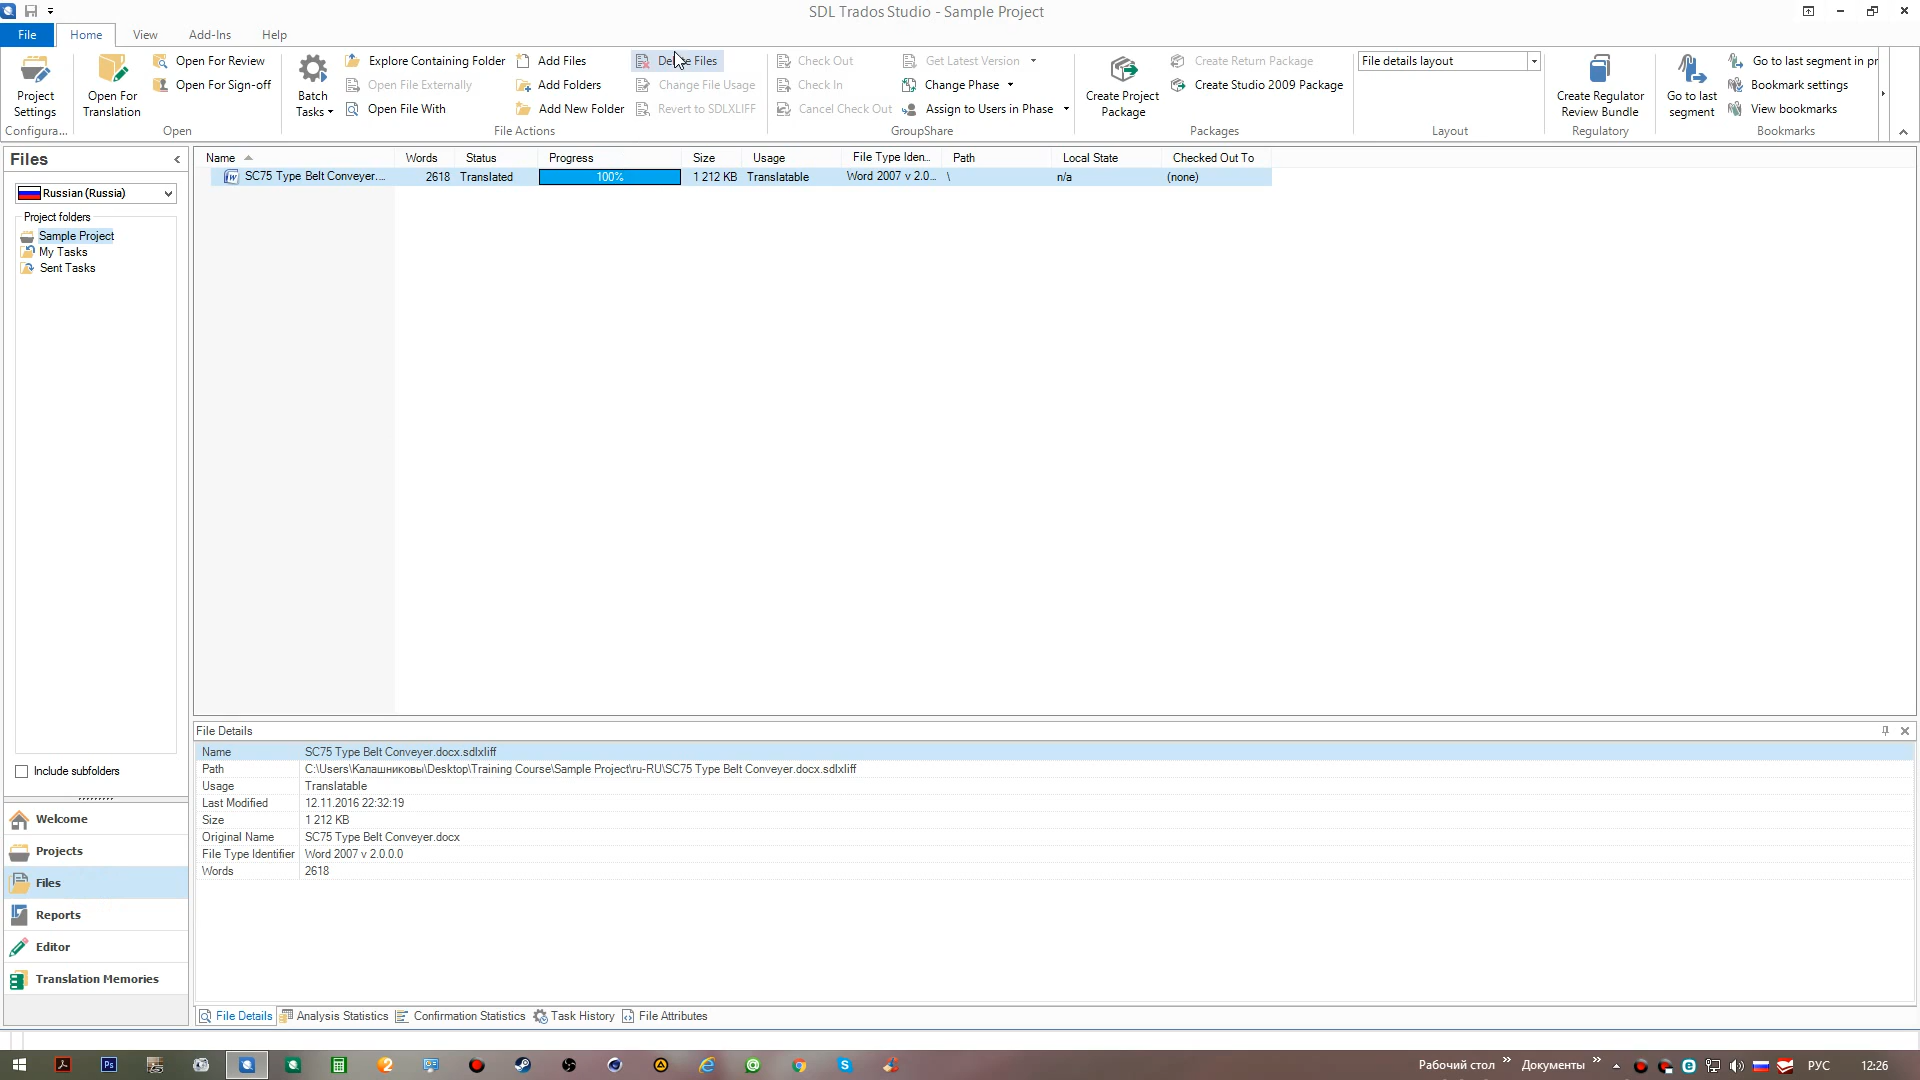 SDL Trados Studio - Sample Project
File Home View Add-Ins Help
Project Settings
Configura...
Open For Translation
Open For Review
Open For Sign-off
Open
Batch Tasks
Explore Containing Folder
Open File Externally
Open File With
Add Files
Add Folders
Add New Folder
Files
Change File Usage
Revert to SDLXLIFF
File Actions
Check Out
Check In
Cancel Check Out
Get Latest Version
Change Phase
Assign to Users in Phase
GroupShare
Create Project Package
Create Return Package
Create Studio 2009 Package
Packages
File details layout
Layout
Create Regulator Review Bundle
Regulatory
Go to last segment
Go to last segment in pr
Bookmark settings
View bookmarks
Bookmarks
Files
Russian (Russia)
Project folders
Sample Project
My Tasks
Sent Tasks
Include subfolders
Welcome
Projects
Files
Reports
Editor
Translation Memories
Name Words Status Progress Size Usage File Type Iden... Path Local State Checked Out To
SC75 Type Belt Conveyer.... 2618 Translated 100% 1 212 KB Translatable Word 2007 v 2.0... \ n/a (none)
File Details
Name SC75 Type Belt Conveyer.docx.sdlxliff
Path C:\Users\Калашниковы\Desktop\Training Course\Sample Project\ru-RU\SC75 Type Belt Conveyer.docx.sdlxliff
Usage Translatable
Last Modified 12.11.2016 22:32:19
Size 1 212 KB
Original Name SC75 Type Belt Conveyer.docx
File Type Identifier Word 2007 v 2.0.0.0
Words 2618
File Details Analysis Statistics Confirmation Statistics Task History File Attributes
Рабочий стол » Документы » РУС 12:26